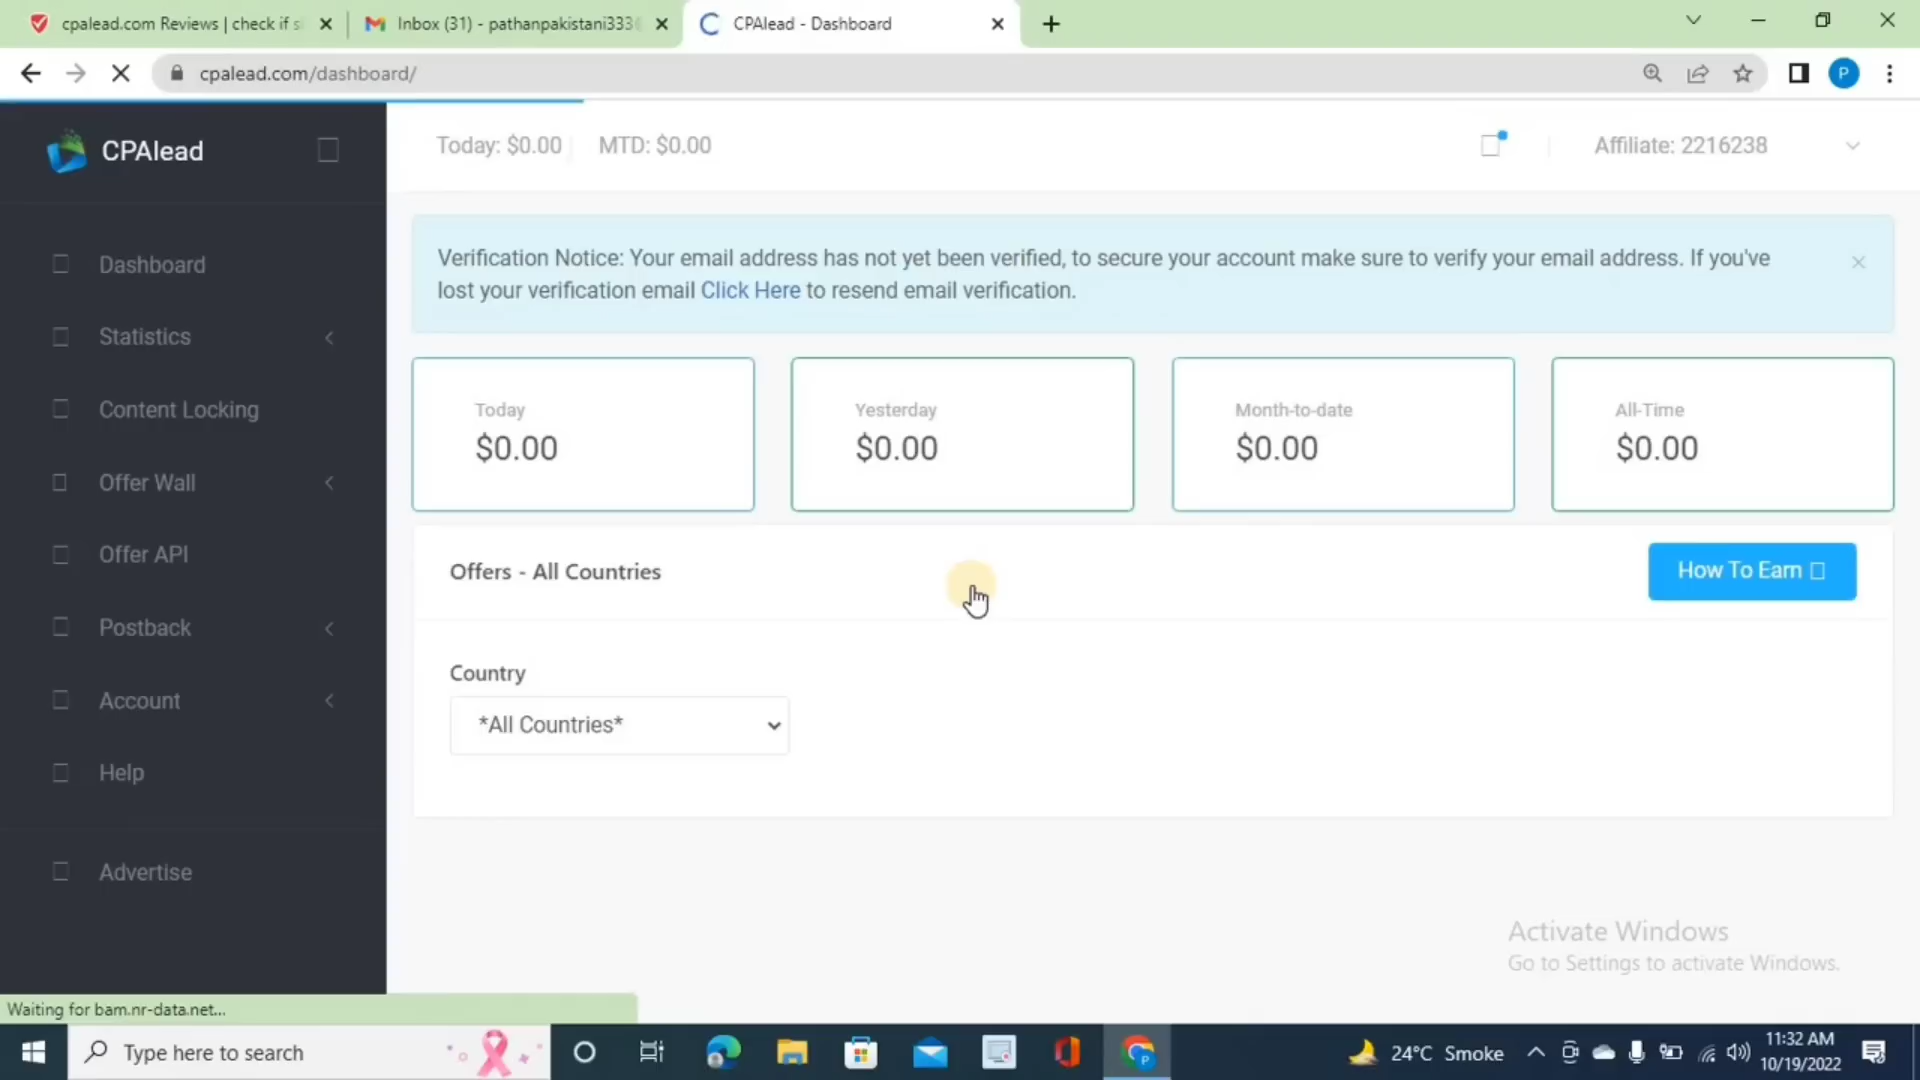 cpalead.com Reviews | check if s
Inbox (31) - pathanpakistani333
CPAlead - Dashboard
cpalead.com/dashboard/
P
CPAlead
Today: $0.00
MTD: $0.00
Affiliate: 2216238
Verification Notice: Your email address has not yet been verified, to secure your account make sure to verify your email address. If you've
lost your verification email Click Here to resend email verification.
Dashboard
Statistics
Content Locking
Offer Wall
Offer API
Postback
Account
Help
Advertise
Today
$0.00
Yesterday
$0.00
Month-to-date
$0.00
All-Time
$0.00
Offers - All Countries
How To Earn
Country
*All Countries*
Activate Windows
Go to Settings to activate Windows.
Waiting for bam.nr-data.net...
Type here to search
24°C Smoke
11:32 AM
10/19/2022